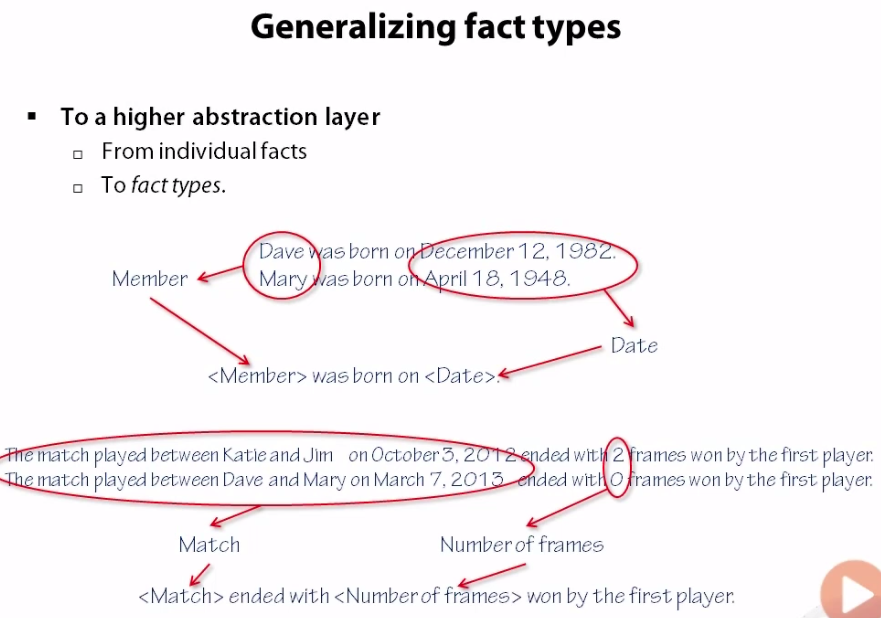 Generalizing fact types
To a higher abstraction layer
From individual facts
To fact types.
Dave was born on December 12, 1982.
Mary was born on April 18, 1948.
Member
Date
<Member> was born on <Date>.
The match played between Katie and Jim on October 3, 2012 ended with 2 frames won by the first player.
The match played between Dave and Mary on March 7, 2013 ended with 0 frames won by the first player.
Match
Number of frames
<Match> ended with <Number of frames> won by the first player.